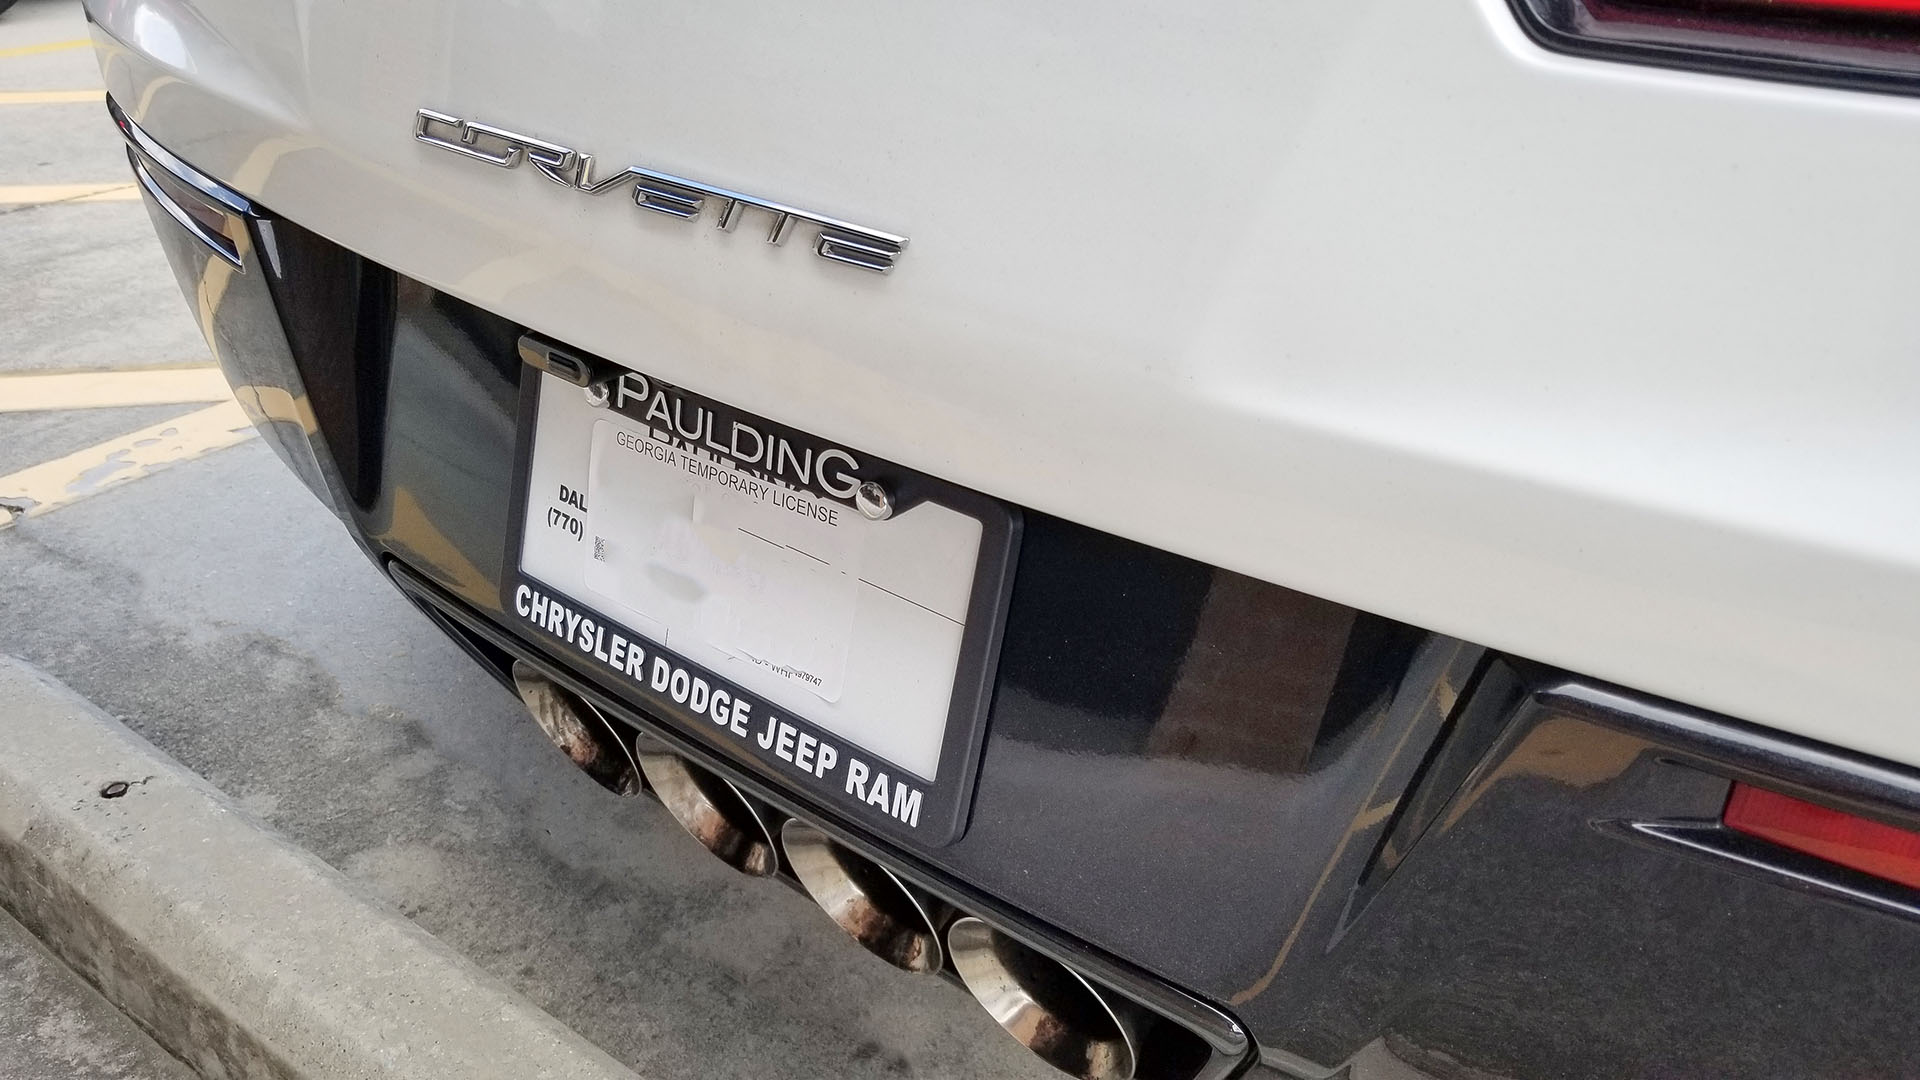 CORVETTE
PAULDING
GEORGIA TEMPORARY LICENSE
DAL
(770)
CHRYSLER DODGE JEEP RAM